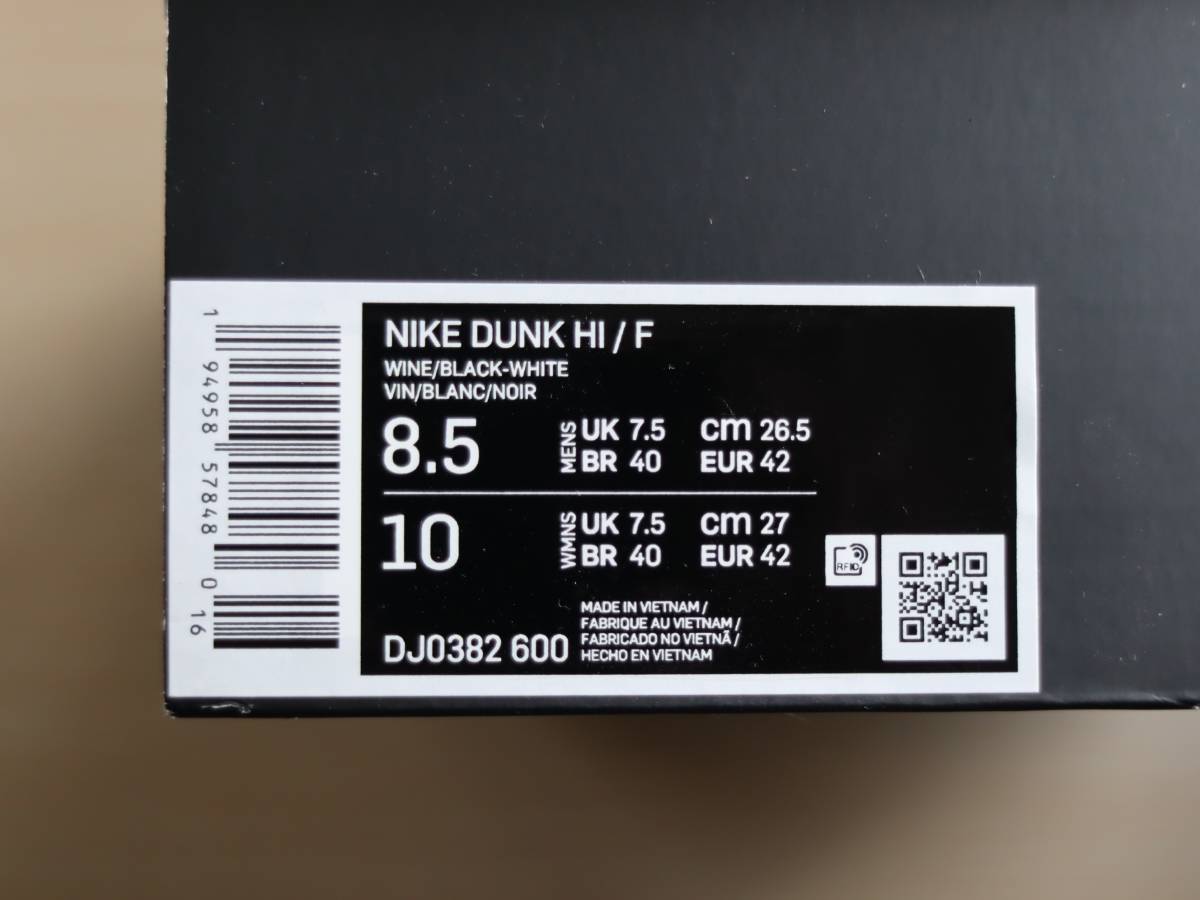 NIKE DUNK HI / F
WINE/BLACK-WHITE
VIN/BLANC/NOIR
8.5 MENS UK 7.5 cm 26.5
BR 40 EUR 42
10 WMNS UK 7.5 cm 27
BR 40 EUR 42
RFID
MADE IN VIETNAM /
FABRIQUE AU VIETNAM /
FABRICADO NO VIETNÃ /
HECHO EN VIETNAM
DJ0382 600
1 94958 57848 0 16